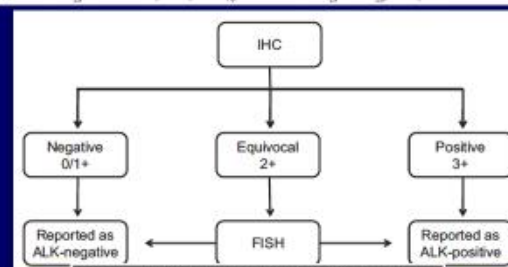 IHC
Negative
0/1+
Equivocal
2+
Positive
3+
Reported as
ALK-negative
FISH
Reported as
ALK-positive